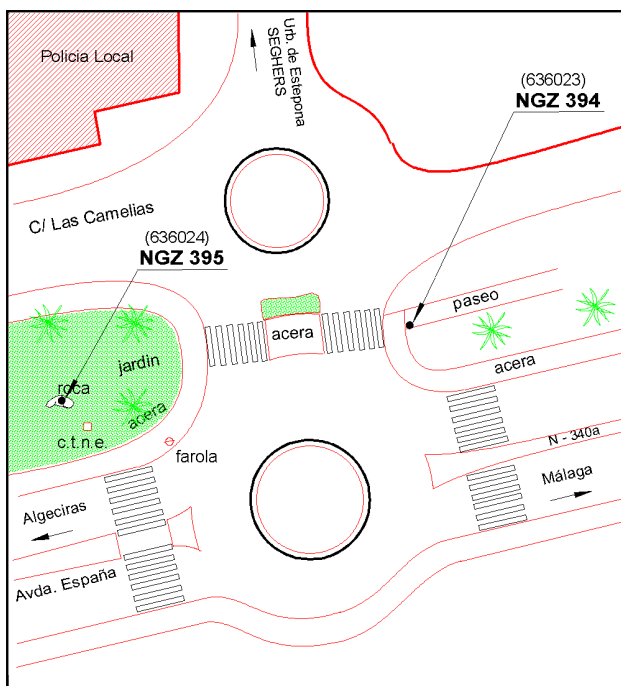 Policia Local
Urb. de Estepona
SEGHERS
(636023)
NGZ 394
C/ Las Camelias
(636024)
NGZ 395
paseo
acera
jardin
acera
roca
acera
c.t.n.e.
farola
N - 340a
Málaga
Algeciras
Avda. España